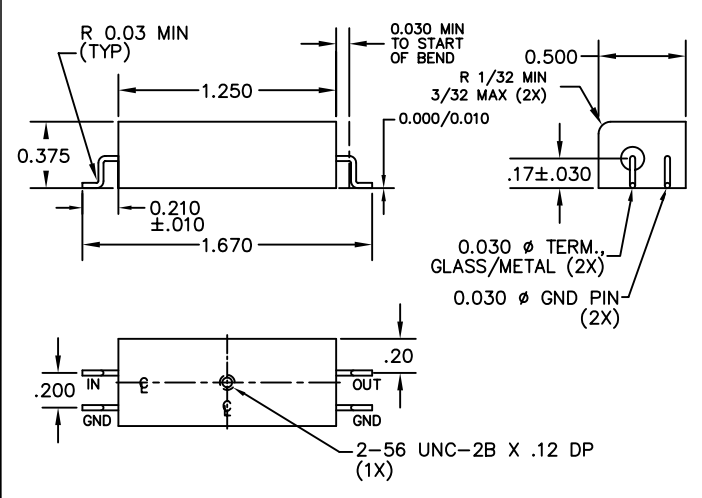 R 0.03 MIN
(TYP)
0.030 MIN
TO START
OF BEND
0.500
R 1/32 MIN
3/32 MAX (2X)
1.250
0.000/0.010
0.375
.17±.030
0.210
±.010
1.670
0.030 ø TERM.,
GLASS/METAL (2X)
0.030 ø GND PIN
(2X)
.20
IN
℄
OUT
.200
℄
GND
GND
2-56 UNC-2B X .12 DP
(1X)